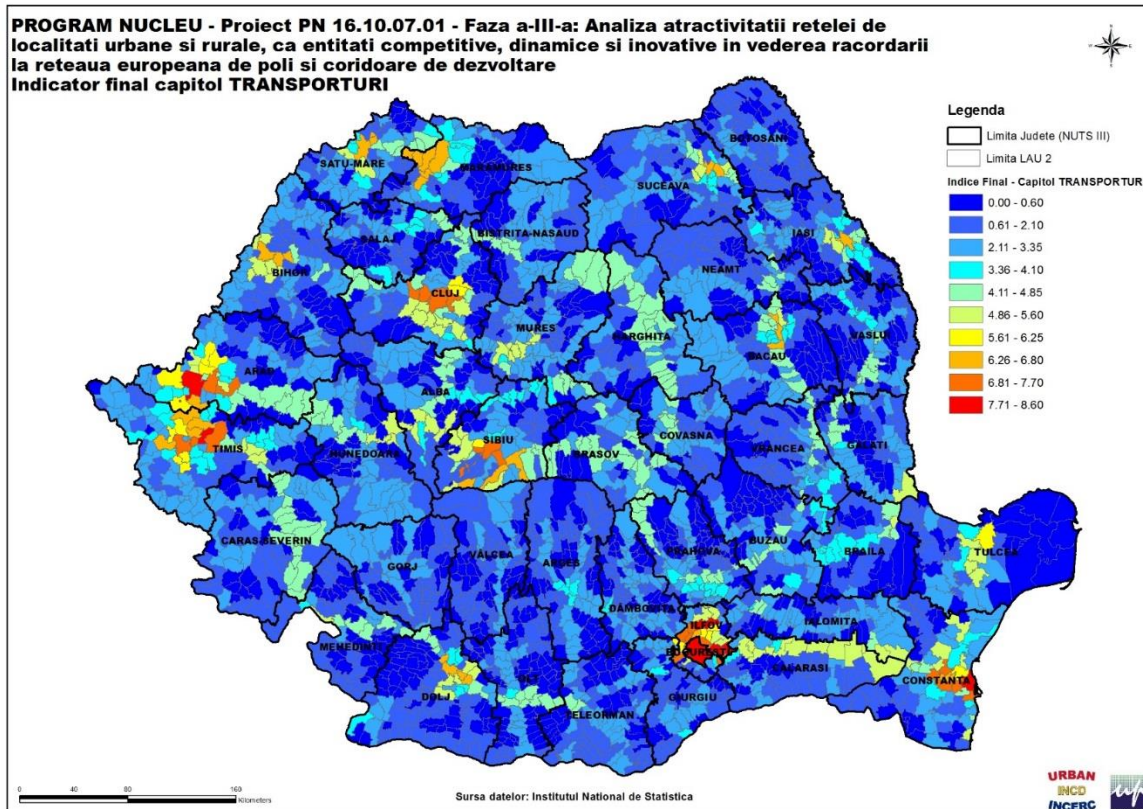 PROGRAM NUCLEU - Proiect PN 16.10.07.01 - Faza a-III-a: Analiza atractivitatii retelei de
localitati urbane si rurale, ca entitati competitive, dinamice si inovative in vederea racordarii
la reteaua europeana de poli si coridoare de dezvoltare
Indicator final capitol TRANSPORTURI
Legenda
Limita Judete (NUTS III)
Limita LAU 2
Indice Final - Capitol TRANSPORTUR
0.00 - 0.60
0.61 - 2.10
2.11 - 3.35
3.36 - 4.10
4.11 - 4.85
4.86 - 5.60
5.61 - 6.25
6.26 - 6.80
6.81 - 7.70
7.71 - 8.60
BOTOSANI
SATU-MARE
MARAMURES
SUCEAVA
SALAJ
BISTRITA-NASAUD
IASI
BIHOR
NEAMT
CLUJ
MURES
HARGHITA
BACAU
VASLUI
ARAD
ALBA
SIBIU
COVASNA
TIMIS
HUNEDOARA
BRASOV
VRANCEA
GALATI
CARAS-SEVERIN
GORJ
VÂLCEA
ARGES
PRAHOVA
BUZAU
BRAILA
TULCEA
DAMBOVITA
ILFOV
IALOMITA
MEHEDINTI
BUCURESTI
CALARASI
CONSTANTA
DOLJ
OLT
GIURGIU
TELEORMAN
0 40 80 160
Kilometers
Sursa datelor: Institutul National de Statistica
URBAN
INCD
INCERC